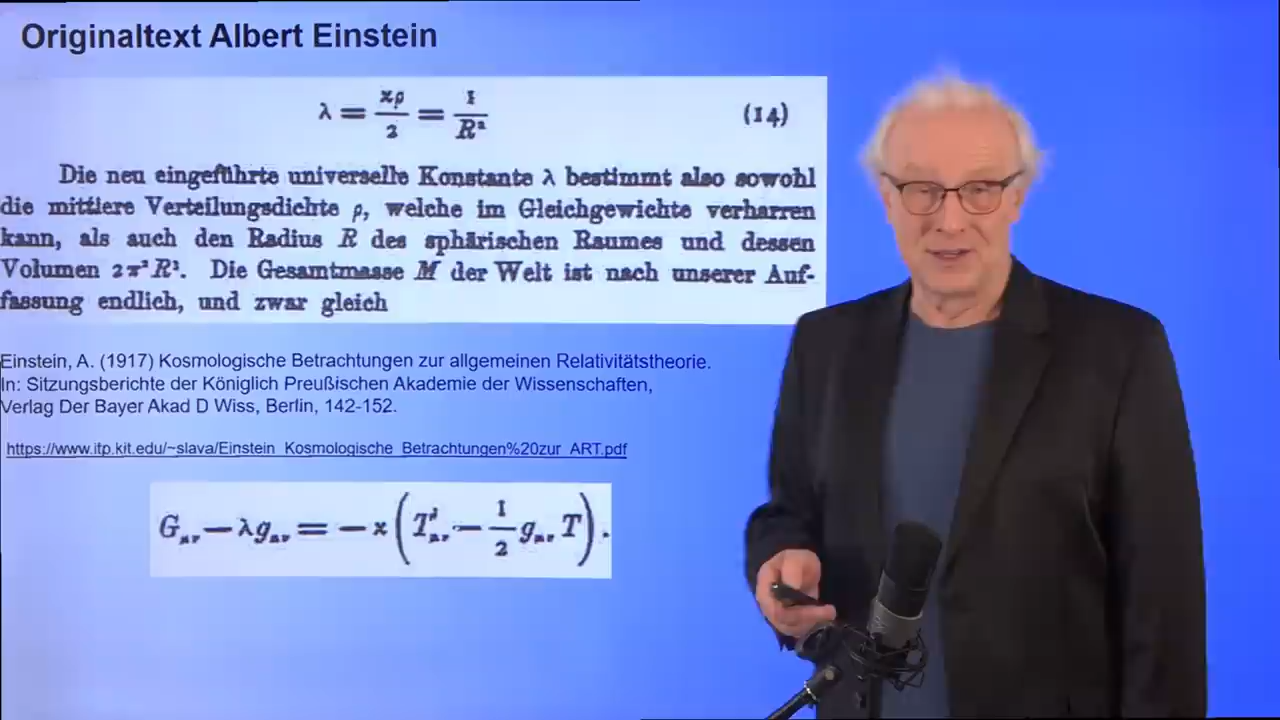 Originaltext Albert Einstein
λ = κρ/2 = 1/R² (14)
Die neu eingeführte universelle Konstante λ bestimmt also sowohl
die mittlere Verteilungsdichte ρ, welche im Gleichgewichte verharren
kann, als auch den Radius R des sphärischen Raumes und dessen
Volumen 2π²R³. Die Gesamtmasse M der Welt ist nach unserer Auf-
fassung endlich, und zwar gleich
Einstein, A. (1917) Kosmologische Betrachtungen zur allgemeinen Relativitätstheorie.
In: Sitzungsberichte der Königlich Preußischen Akademie der Wissenschaften,
Verlag Der Bayer Akad D Wiss, Berlin, 142-152.
https://www.itp.kit.edu/~slava/Einstein_Kosmologische_Betrachtungen%20zur_ART.pdf
G_μν − λg_μν = −κ(T_μν − 1/2 g_μν T).